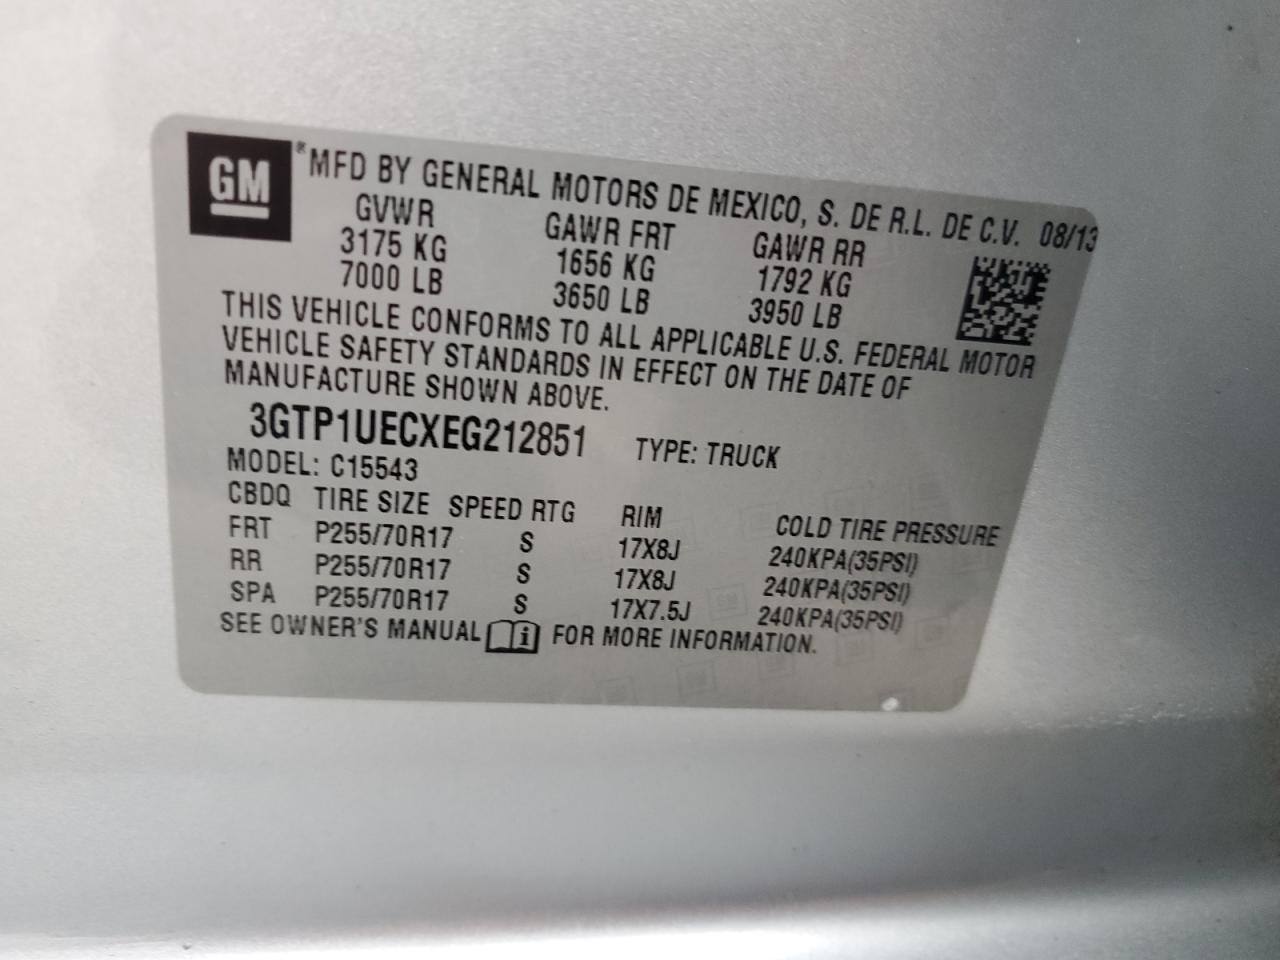 GM
® MFD BY GENERAL MOTORS DE MEXICO, S. DE R.L. DE C.V. 08/13
GVWR GAWR FRT GAWR RR
3175 KG 1656 KG 1792 KG
7000 LB 3650 LB 3950 LB
THIS VEHICLE CONFORMS TO ALL APPLICABLE U.S. FEDERAL MOTOR
VEHICLE SAFETY STANDARDS IN EFFECT ON THE DATE OF
MANUFACTURE SHOWN ABOVE.
3GTP1UECXEG212851 TYPE: TRUCK
MODEL: C15543
CBDQ TIRE SIZE SPEED RTG RIM COLD TIRE PRESSURE
FRT P255/70R17 S 17X8J 240KPA(35PSI)
RR P255/70R17 S 17X8J 240KPA(35PSI)
SPA P255/70R17 S 17X7.5J 240KPA(35PSI)
SEE OWNER'S MANUAL i FOR MORE INFORMATION.